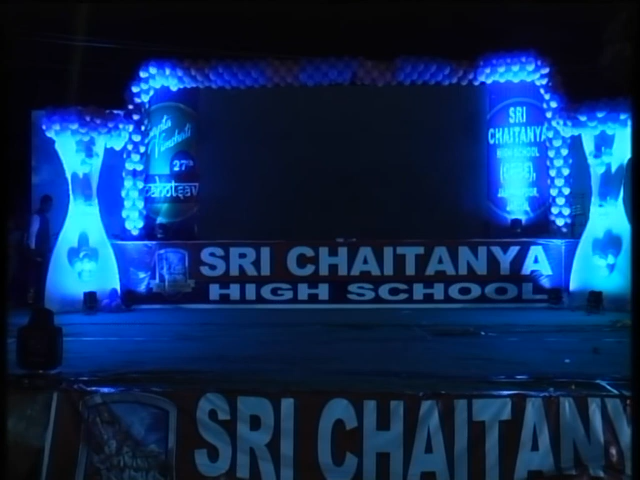 27th
SRI
CHAITANYA
HIGH SCHOOL
SRI CHAITANYA
HIGH SCHOOL
SRI CHAITANY